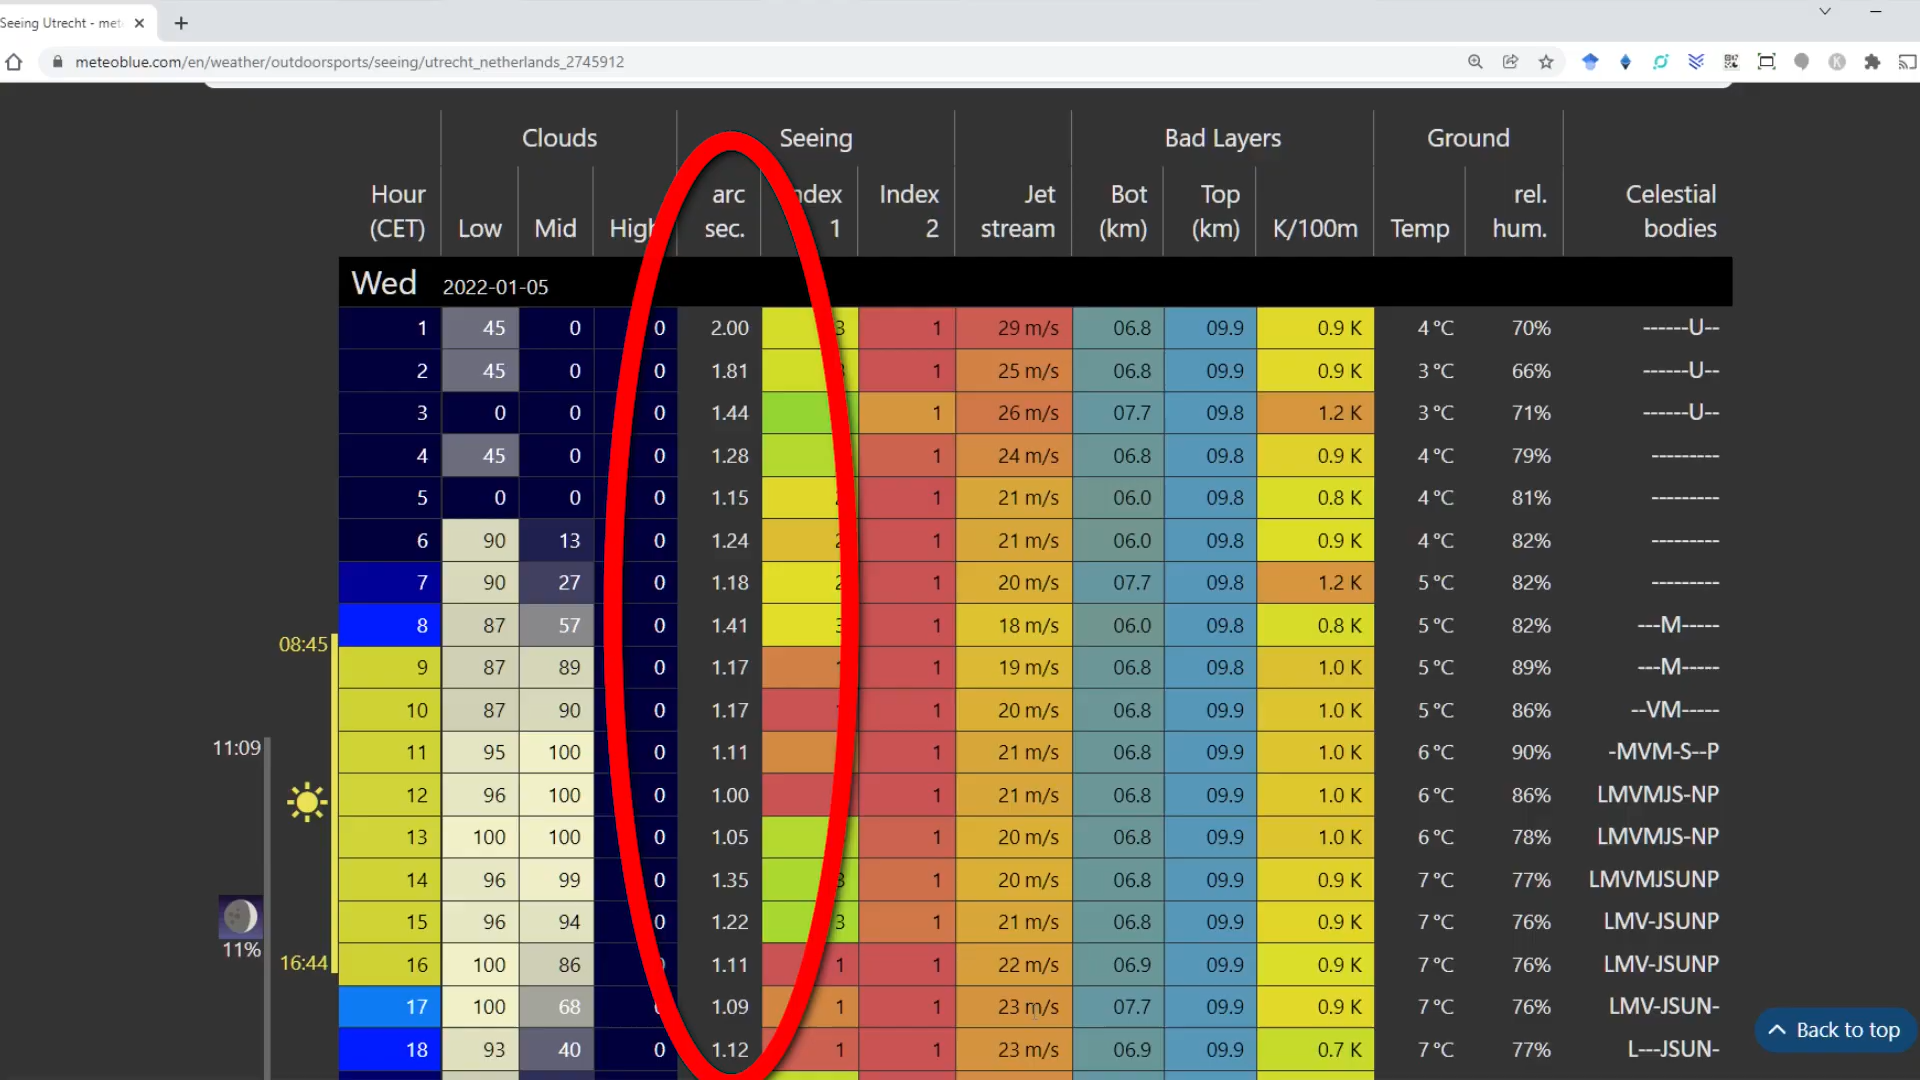 Seeing Utrecht - met
meteoblue.com/en/weather/outdoorsports/seeing/utrecht_netherlands_2745912
Clouds Seeing Bad Layers Ground
Hour (CET) Low Mid High arc sec. ndex 1 Index 2 Jet stream Bot (km) Top (km) K/100m Temp rel. hum. Celestial bodies
Wed 2022-01-05
1 45 0 0 2.00 3 1 29 m/s 06.8 09.9 0.9 K 4 °C 70% ------U--
2 45 0 0 1.81 1 25 m/s 06.8 09.9 0.9 K 3 °C 66% ------U--
3 0 0 0 1.44 1 26 m/s 07.7 09.8 1.2 K 3 °C 71% ------U--
4 45 0 0 1.28 1 24 m/s 06.8 09.8 0.9 K 4 °C 79% ---------
5 0 0 0 1.15 2 1 21 m/s 06.0 09.8 0.8 K 4 °C 81% ---------
6 90 13 0 1.24 2 1 21 m/s 06.0 09.8 0.9 K 4 °C 82% ---------
7 90 27 0 1.18 2 1 20 m/s 07.7 09.8 1.2 K 5 °C 82% ---------
8 87 57 0 1.41 3 1 18 m/s 06.0 09.8 0.8 K 5 °C 82% ---M-----
08:45
9 87 89 0 1.17 1 1 19 m/s 06.8 09.9 1.0 K 5 °C 89% ---M-----
10 87 90 0 1.17 1 20 m/s 06.8 09.9 1.0 K 5 °C 86% --VM-----
11:09
11 95 100 0 1.11 1 21 m/s 06.8 09.9 1.0 K 6 °C 90% -MVM-S--P
12 96 100 0 1.00 1 21 m/s 06.8 09.9 1.0 K 6 °C 86% LMVMJS-NP
13 100 100 0 1.05 1 20 m/s 06.8 09.9 1.0 K 6 °C 78% LMVMJS-NP
14 96 99 0 1.35 3 1 20 m/s 06.8 09.9 0.9 K 7 °C 77% LMVMJSUNP
15 96 94 0 1.22 3 1 21 m/s 06.8 09.9 0.9 K 7 °C 76% LMV-JSUNP
11%
16:44
16 100 86 1.11 1 1 22 m/s 06.9 09.9 0.9 K 7 °C 76% LMV-JSUNP
17 100 68 1.09 1 1 23 m/s 07.7 09.9 0.9 K 7 °C 76% LMV-JSUN-
18 93 40 0 1.12 1 1 23 m/s 06.9 09.9 0.7 K 7 °C 77% L---JSUN-
Back to top